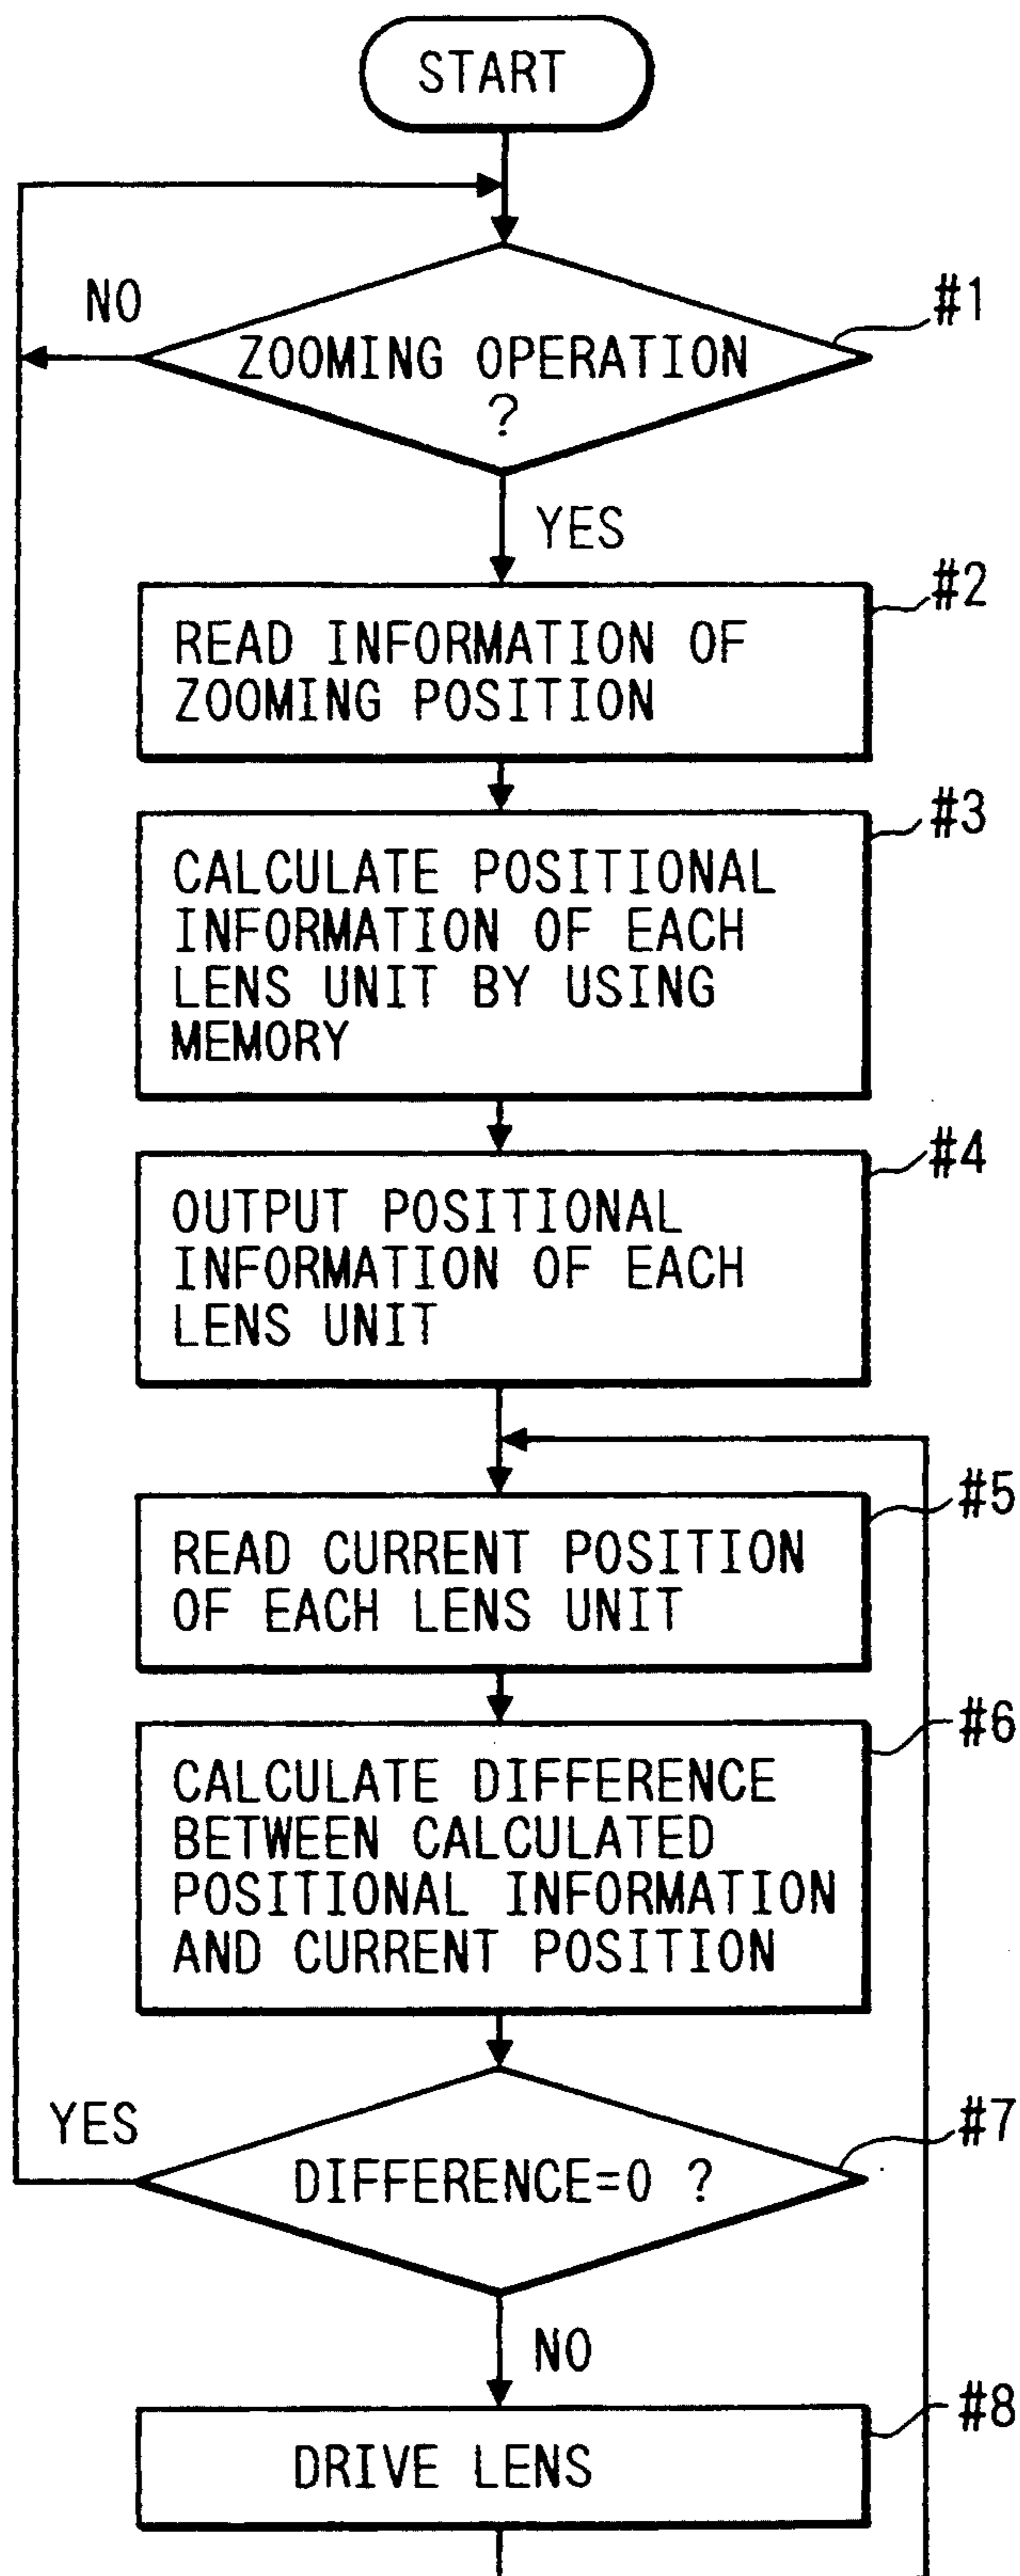 START
NO
#1
ZOOMING OPERATION
?
YES
#2
READ INFORMATION OF
ZOOMING POSITION
#3
CALCULATE POSITIONAL
INFORMATION OF EACH
LENS UNIT BY USING
MEMORY
#4
OUTPUT POSITIONAL
INFORMATION OF EACH
LENS UNIT
#5
READ CURRENT POSITION
OF EACH LENS UNIT
#6
CALCULATE DIFFERENCE
BETWEEN CALCULATED
POSITIONAL INFORMATION
AND CURRENT POSITION
YES
#7
DIFFERENCE=0 ?
NO
#8
DRIVE LENS